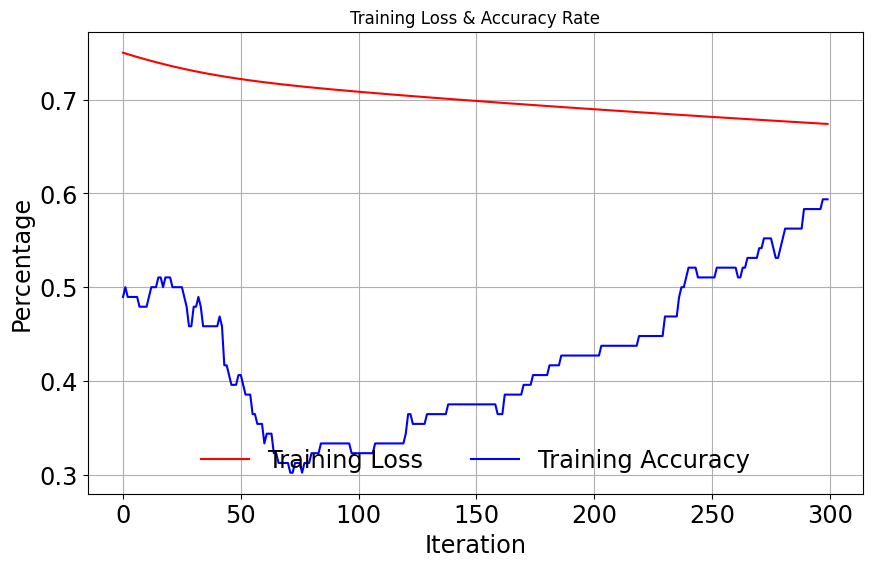 Training Loss & Accuracy Rate
Percentage
0.7
0.6
0.5
0.4
0.3
Training Loss
Training Accuracy
0 50 100 150 200 250 300
Iteration